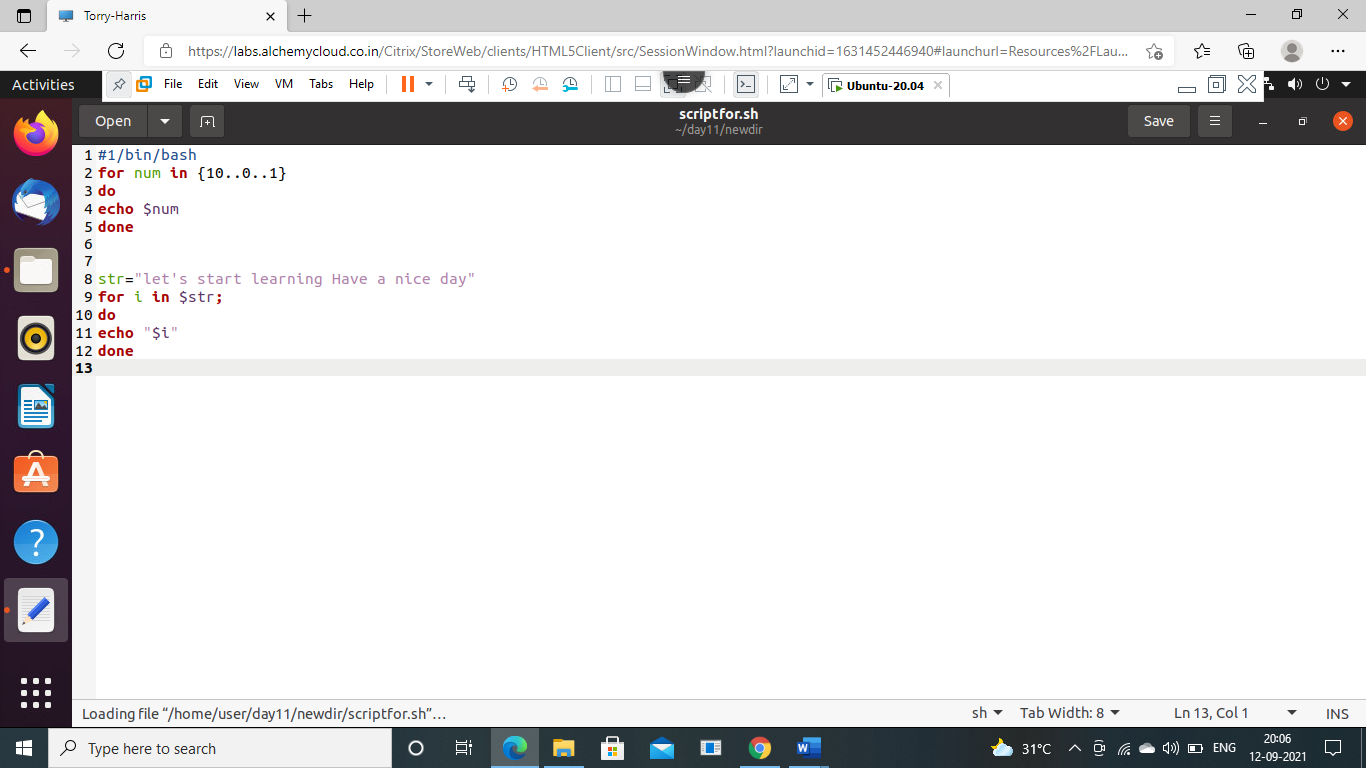 Torry-Harris
https://labs.alchemycloud.co.in/Citrix/StoreWeb/clients/HTML5Client/src/SessionWindow.html?launchid=1631452446940#launchurl=Resources%2FLau...
Activities
File Edit View VM Tabs Help
Ubuntu-20.04
Open
scriptfor.sh
~/day11/newdir
Save
1 #1/bin/bash
2 for num in {10..0..1}
3 do
4 echo $num
5 done
6
7
8 str="let's start learning Have a nice day"
9 for i in $str;
10 do
11 echo "$i"
12 done
13
Loading file “/home/user/day11/newdir/scriptfor.sh”…
sh Tab Width: 8 Ln 13, Col 1 INS
Type here to search
31°C
ENG
20:06
12-09-2021